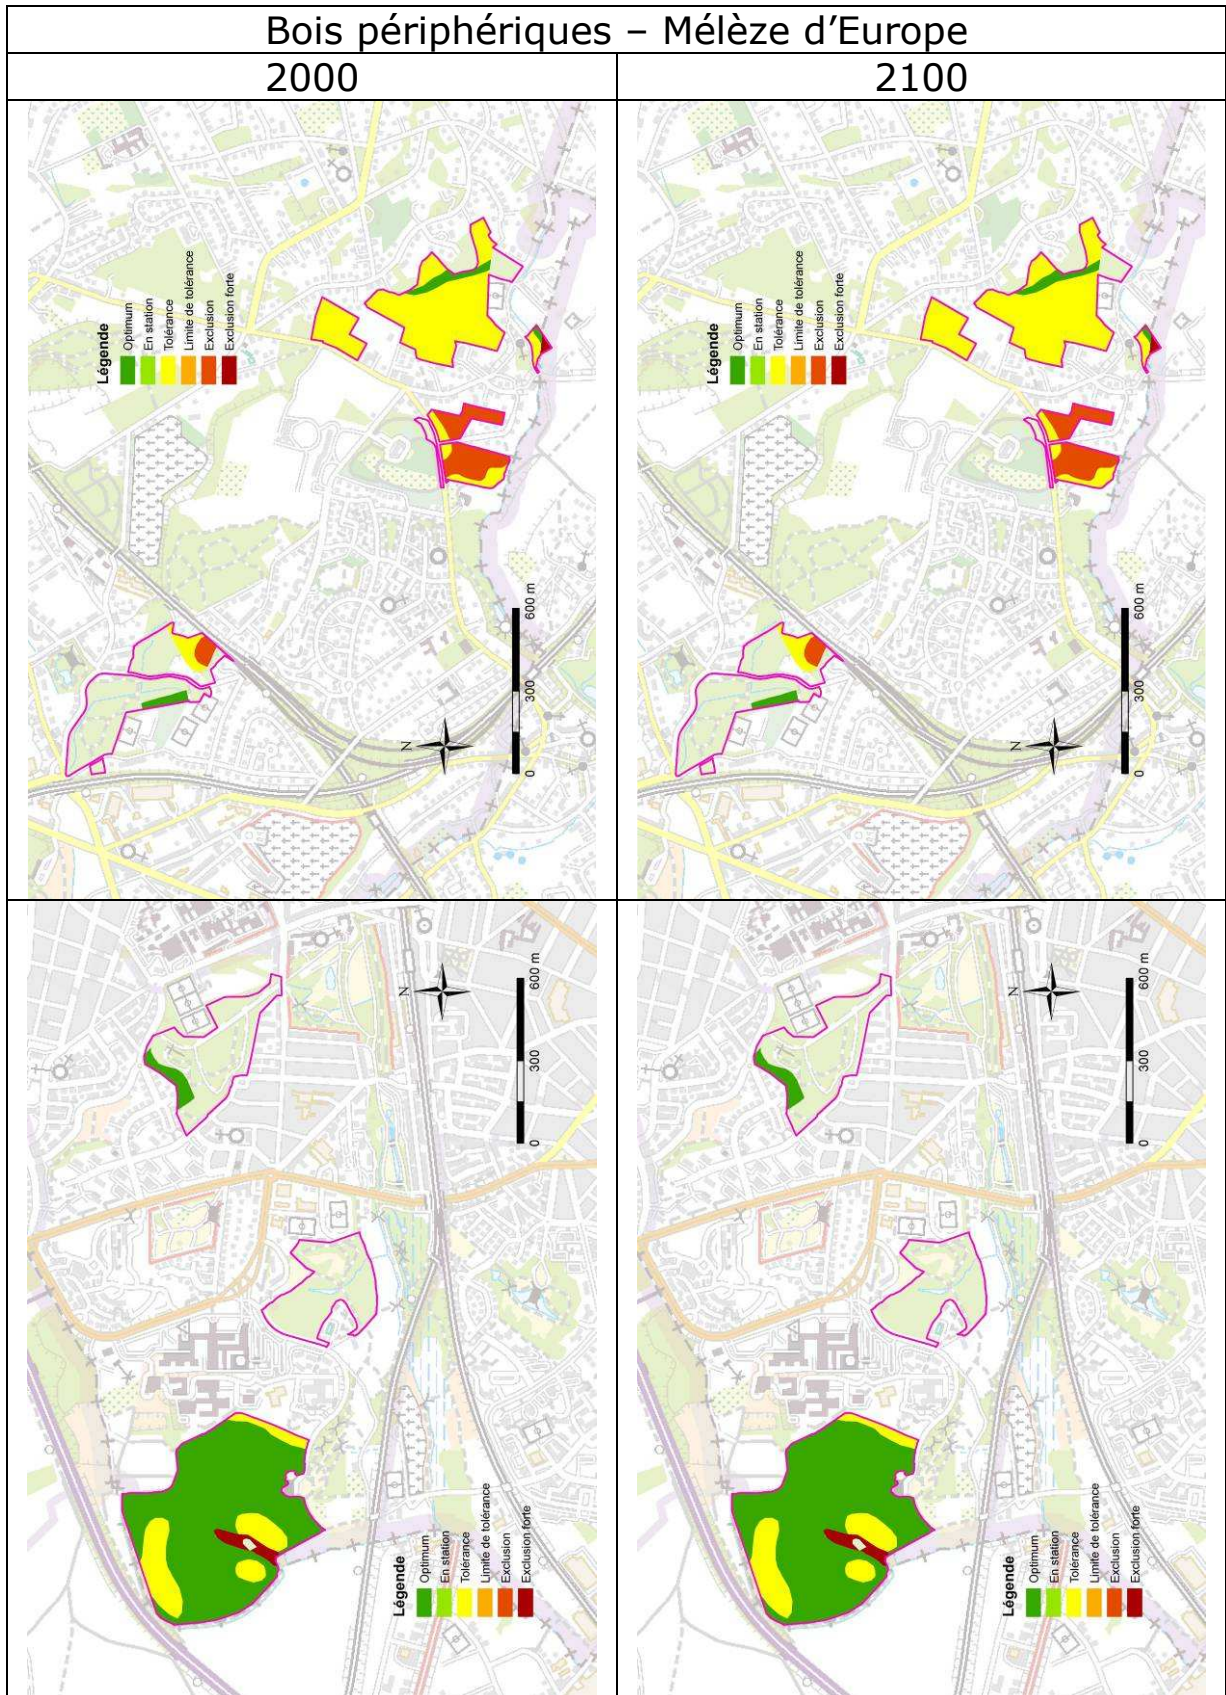 Bois périphériques – Mélèze d’Europe
2000
2100
Légende
Optimum
En station
Tolérance
Limite de tolérance
Exclusion
Exclusion forte
N
0
300
600 m
Légende
Optimum
En station
Tolérance
Limite de tolérance
Exclusion
Exclusion forte
N
0
300
600 m
N
0
300
600 m
Légende
Optimum
En station
Tolérance
Limite de tolérance
Exclusion
Exclusion forte
N
0
300
600 m
Légende
Optimum
En station
Tolérance
Limite de tolérance
Exclusion
Exclusion forte